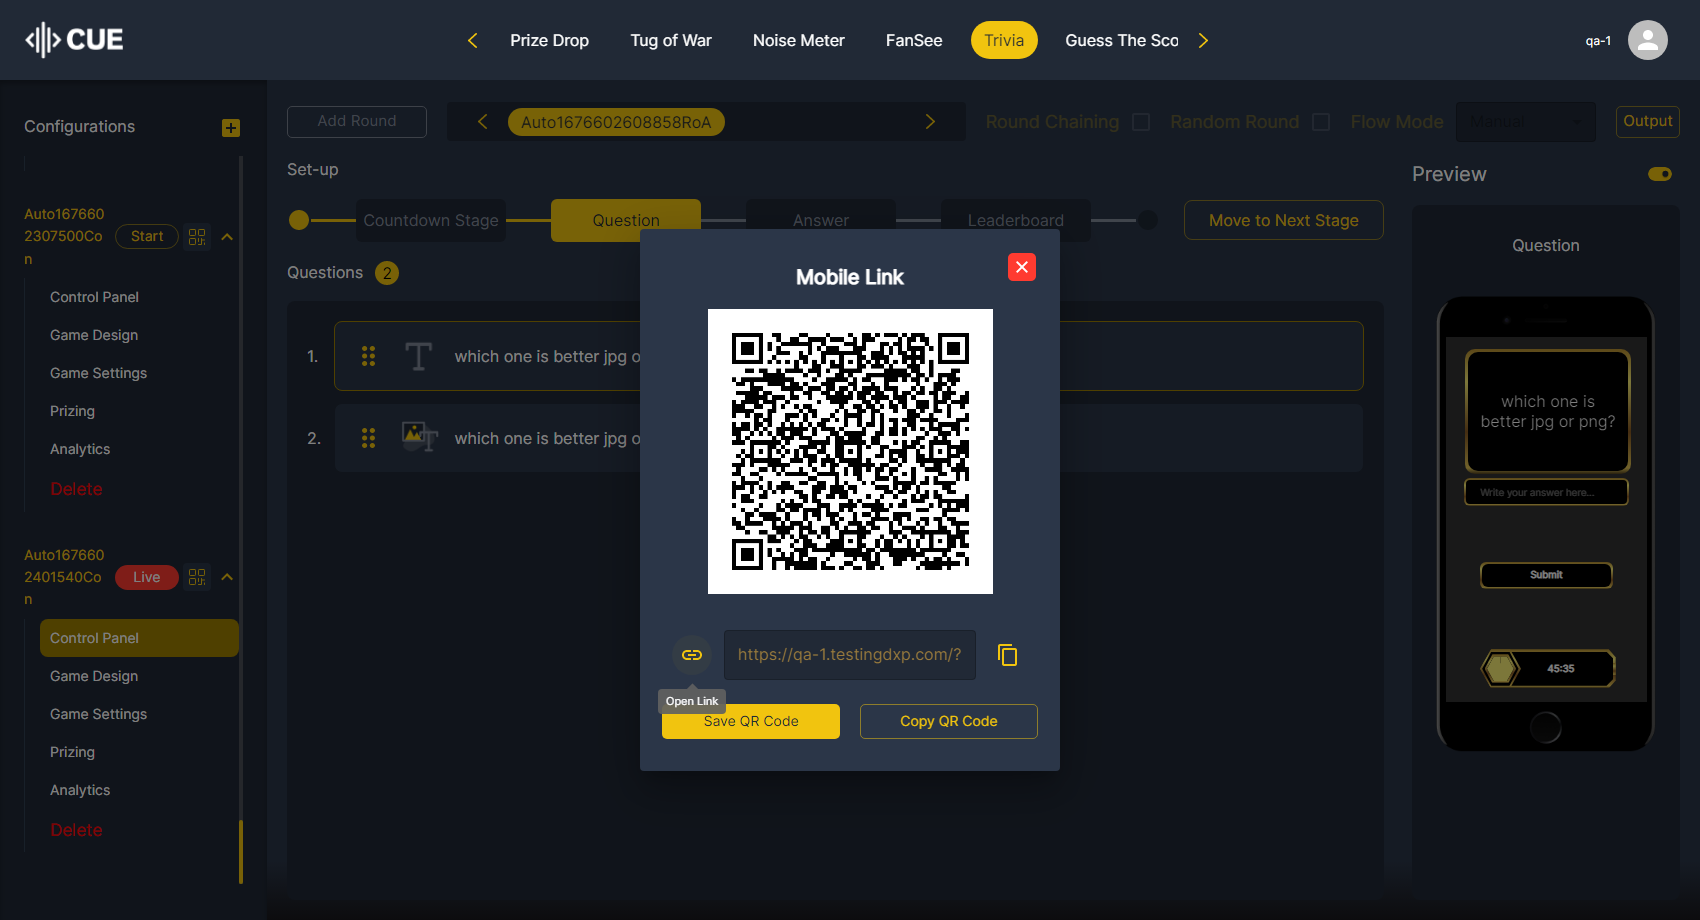 CUE
Prize Drop
Tug of War
Noise Meter
FanSee
Trivia
Guess The Sco
qa-1
Configurations
Add Round
Auto1676602608858RoA
Round Chaining
Random Round
Flow Mode
Manual
Output
Set-up
Preview
Auto167660
2307500Co
n
Start
Countdown Stage
Question
Answer
Leaderboard
Move to Next Stage
Question
Questions 2
Control Panel
Game Design
Game Settings
Prizing
Analytics
Delete
1.
which one is better jpg o
2.
which one is better jpg o
Mobile Link
https://qa-1.testingdxp.com/?
Open Link
Save QR Code
Copy QR Code
which one is
better jpg or png?
Write your answer here...
Submit
45:35
Auto167660
2401540Co
n
Live
Control Panel
Game Design
Game Settings
Prizing
Analytics
Delete